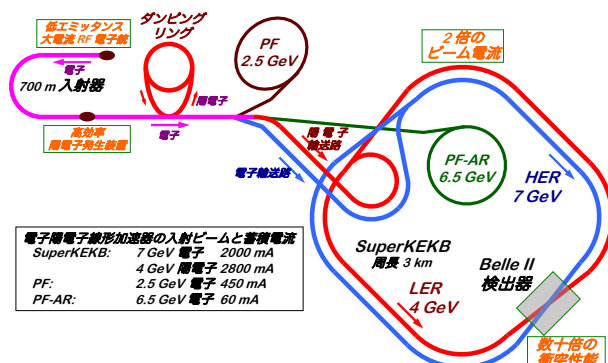 低エミッタンス
大電流 RF 電子銃
電子
700 m 入射器
高効率
陽電子発生装置
ダンピング
リング
陽電子
電子
PF
2.5 GeV
陽 電 子
輸送路
電子輸送路
PF-AR
6.5 GeV
2 倍の
ビーム電流
HER
7 GeV
SuperKEKB
周長 3 km
LER
4 GeV
Belle II
検出器
数十倍の
衝突性能
電子陽電子線形加速器の入射ビームと蓄積電流
SuperKEKB: 7 GeV 電子 2000 mA
4 GeV 陽電子 2800 mA
PF: 2.5 GeV 電子 450 mA
PF-AR: 6.5 GeV 電子 60 mA